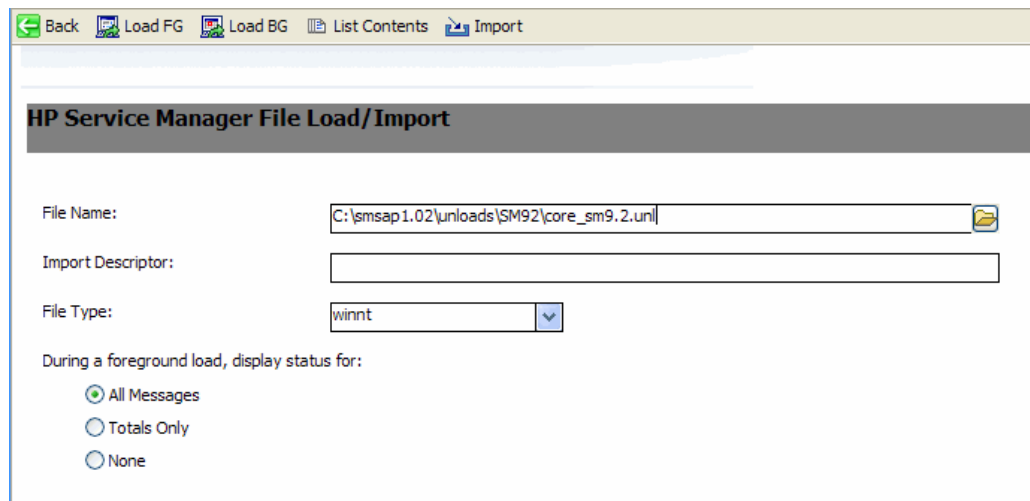 Back Load FG Load BG List Contents Import
HP Service Manager File Load/Import
File Name: C:\smsap1.02\unloads\SM92\core_sm9.2.unl
Import Descriptor:
File Type: winnt
During a foreground load, display status for:
All Messages
Totals Only
None